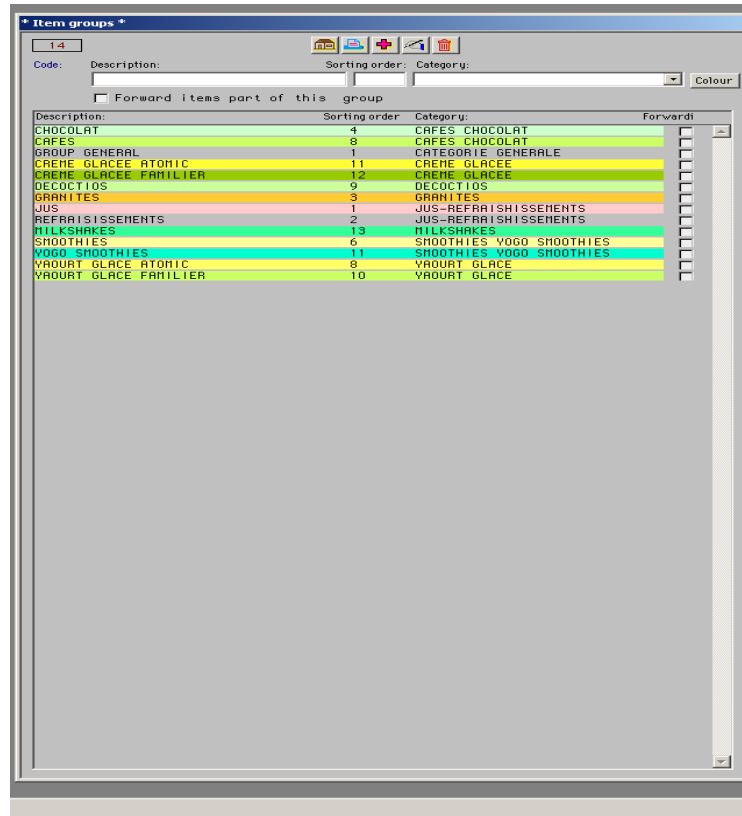 * Item groups *
14
Code: Description: Sorting order: Category:
Colour
Forward items part of this group
Description: Sorting order Category: Forwardi
CHOCOLAT 4 CAFES CHOCOLAT
CAFES 8 CAFES CHOCOLAT
GROUP GENERAL 1 CATEGORIE GENERALE
CREME GLACEE ATOMIC 11 CREME GLACEE
CREME GLACEE FAMILIER 12 CREME GLACEE
DECOCTIOS 9 DECOCTIOS
GRANITES 3 GRANITES
JUS 1 JUS-REFRAISHISSEMENTS
REFRAISISSEMENTS 2 JUS-REFRAISHISSEMENTS
MILKSHAKES 13 MILKSHAKES
SMOOTHIES 6 SMOOTHIES YOGO SMOOTHIES
YOGO SMOOTHIES 11 SMOOTHIES YOGO SMOOTHIES
YAOURT GLACE ATOMIC 8 YAOURT GLACE
YAOURT GLACE FAMILIER 10 YAOURT GLACE